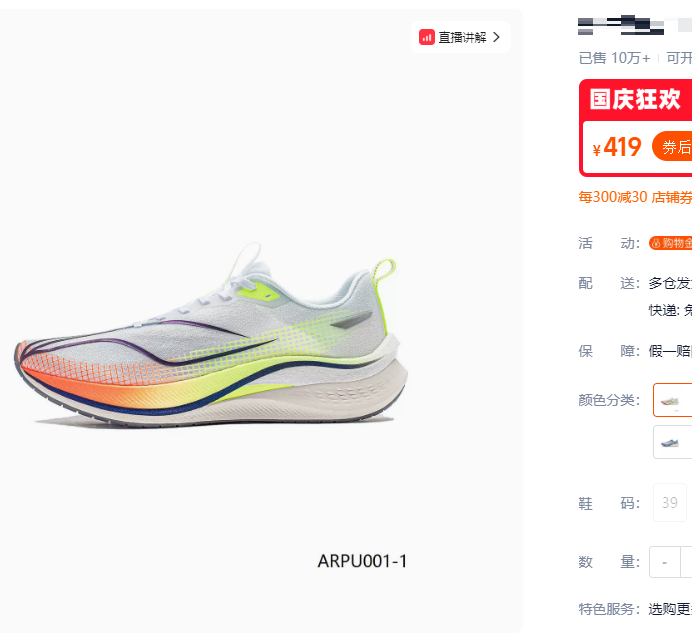 直播讲解
已售 10万+ 可开
国庆狂欢
¥419 券后
每300减30 店铺券
活 动: 购物金
配 送: 多仓发
快递: 免
保 障: 假一赔
颜色分类:
鞋 码: 39
数 量: -
特色服务: 选购更
ARPU001-1